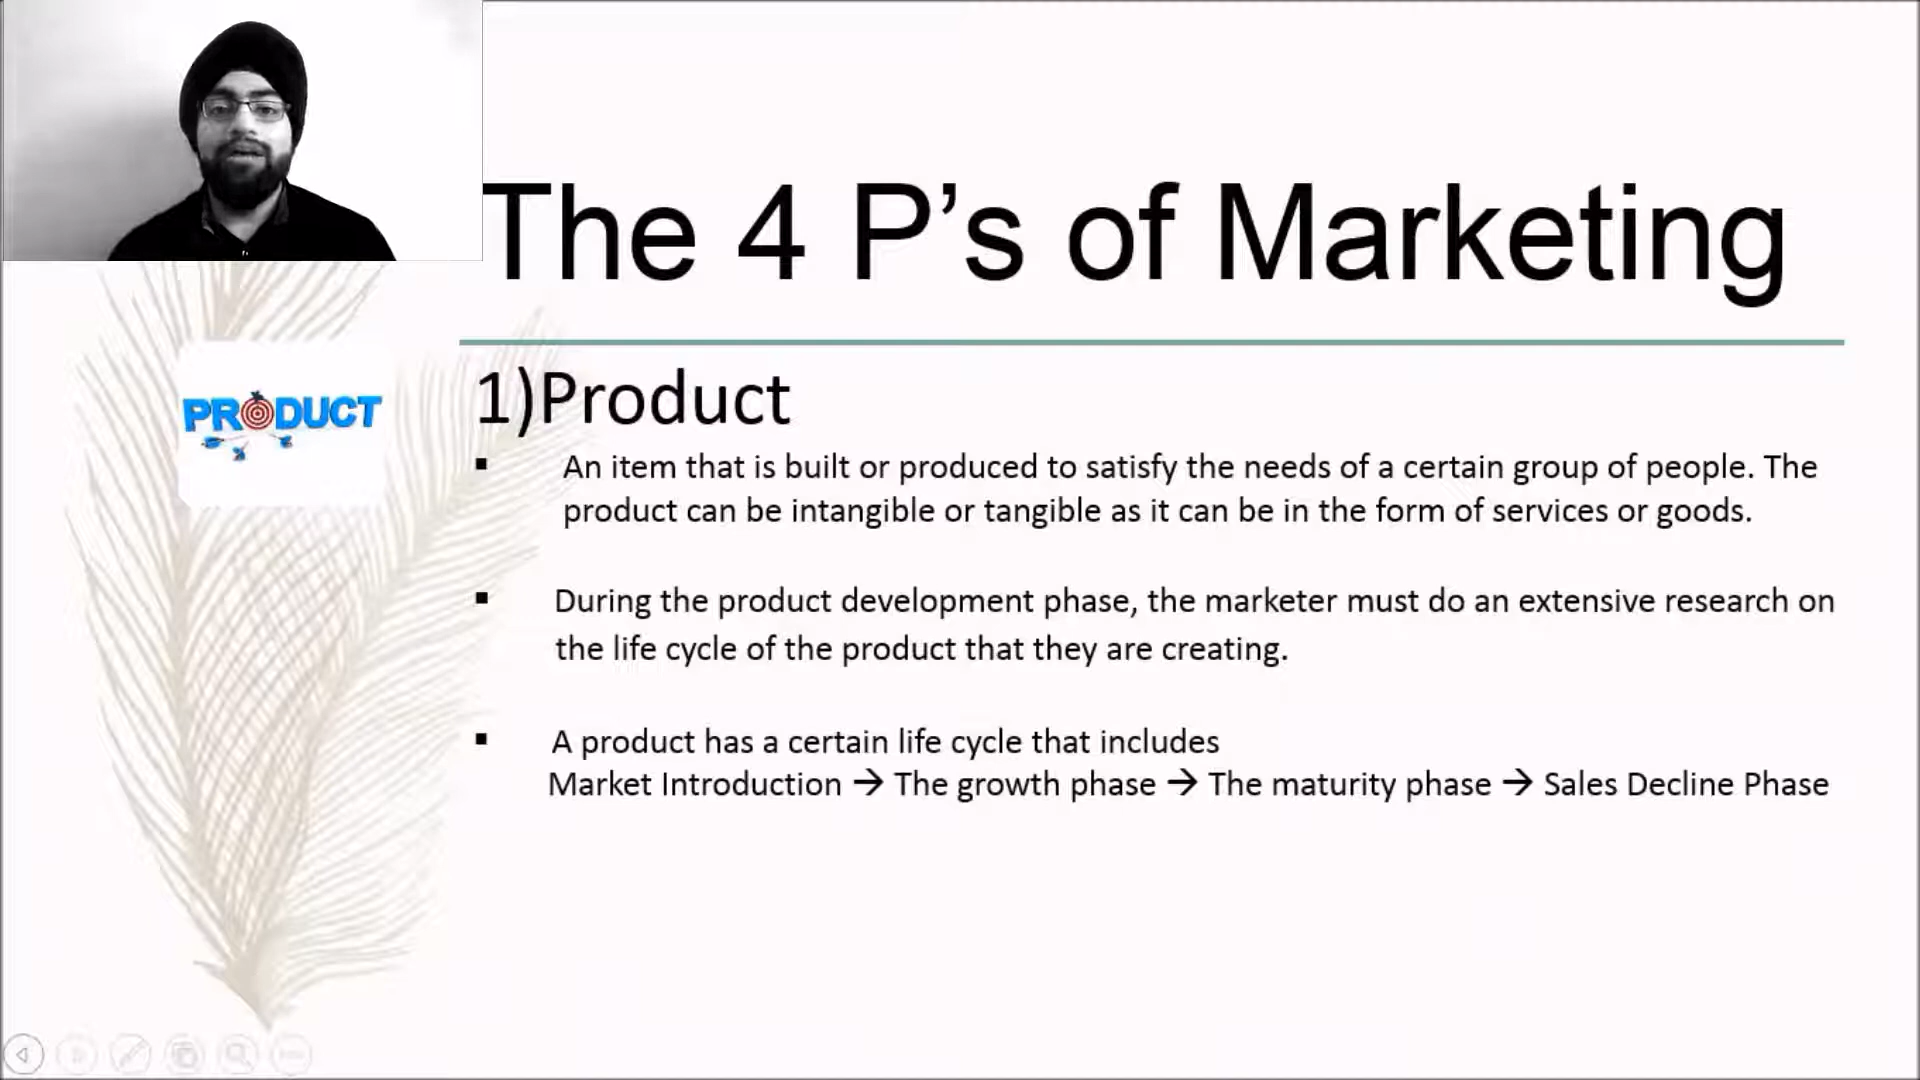 The 4 P’s of Marketing
PRODUCT
1)Product
▪ An item that is built or produced to satisfy the needs of a certain group of people. The
product can be intangible or tangible as it can be in the form of services or goods.
▪ During the product development phase, the marketer must do an extensive research on
the life cycle of the product that they are creating.
▪ A product has a certain life cycle that includes
Market Introduction → The growth phase → The maturity phase → Sales Decline Phase